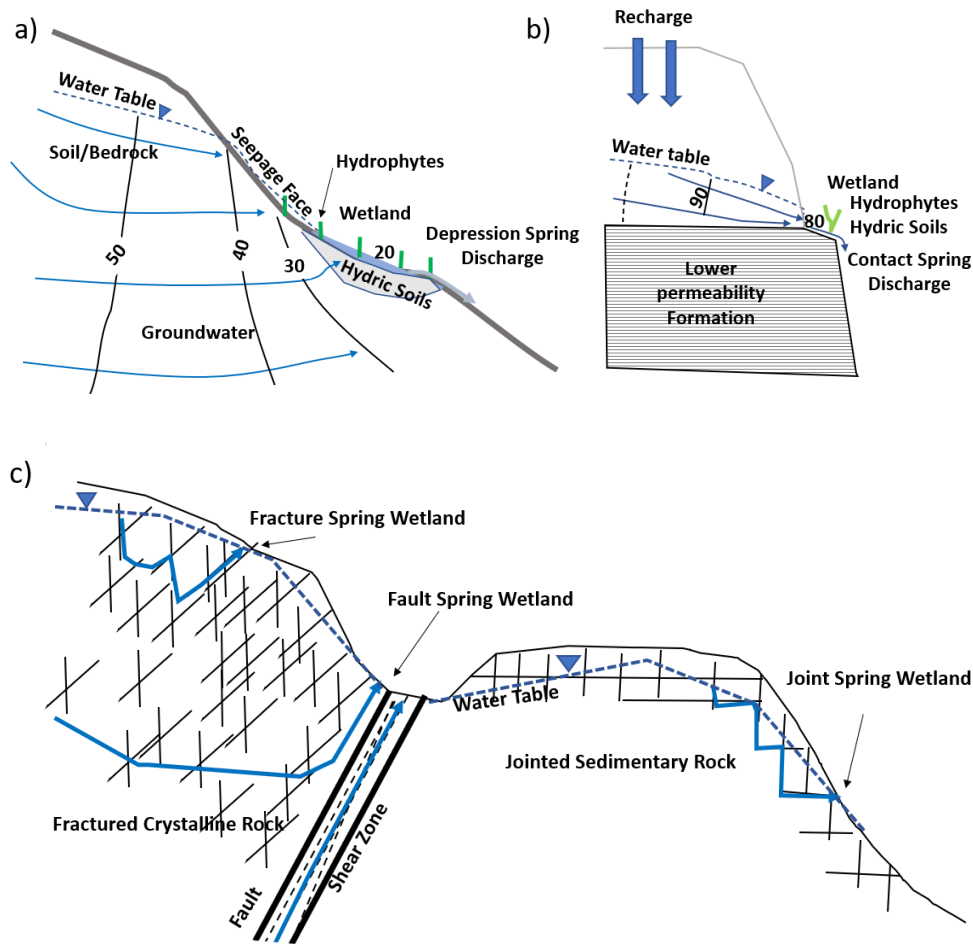 a)
Water Table
Soil/Bedrock
Seepage Face
Hydrophytes
Wetland
20
Depression Spring
Discharge
50
40
30
Hydric Soils
Groundwater
b)
Recharge
Water table
90
80
Wetland
Hydrophytes
Hydric Soils
Contact Spring
Discharge
Lower
permeability
Formation
c)
Fracture Spring Wetland
Fault Spring Wetland
Water Table
Joint Spring Wetland
Jointed Sedimentary Rock
Fractured Crystalline Rock
Fault
Shear Zone